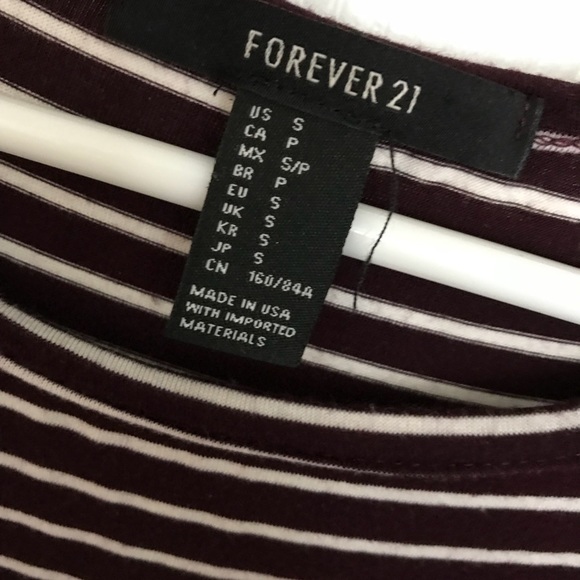 FOREVER 21
US S
CA P
MX S/P
BR P
EU S
UK S
KR S
JP S
CN 160/84A
MADE IN USA
WITH IMPORTED
MATERIALS